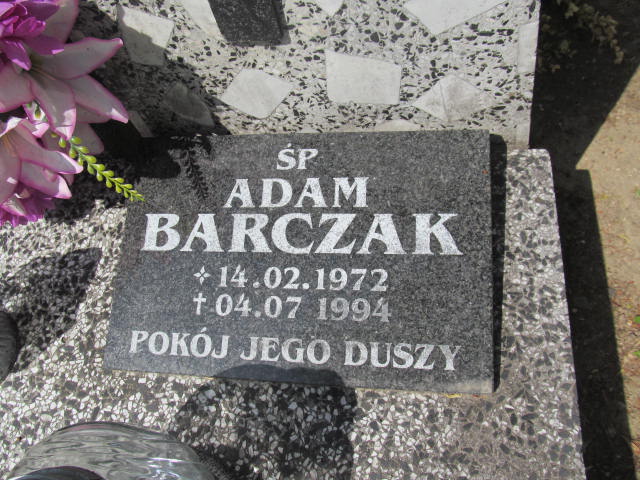 ŚP
ADAM
BARCZAK
14.02.1972
04.07 1994
POKÓJ JEGO DUSZY